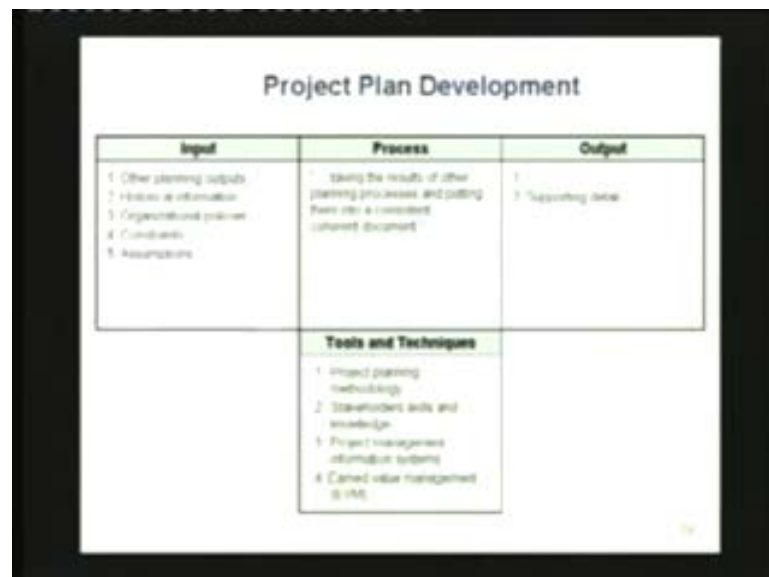 Project Plan Development
Input
Process
Output
1 Other planning outputs
2 Historical information
3 Organizational policies
4 Constraints
5 Assumptions
taking the results of other
planning processes and putting
them into a consistent
coherent document
1
2 Supporting detail
Tools and Techniques
1 Project planning
methodology
2 Stakeholders skills and
knowledge
3 Project management
information systems
4 Earned value management
(EVM)